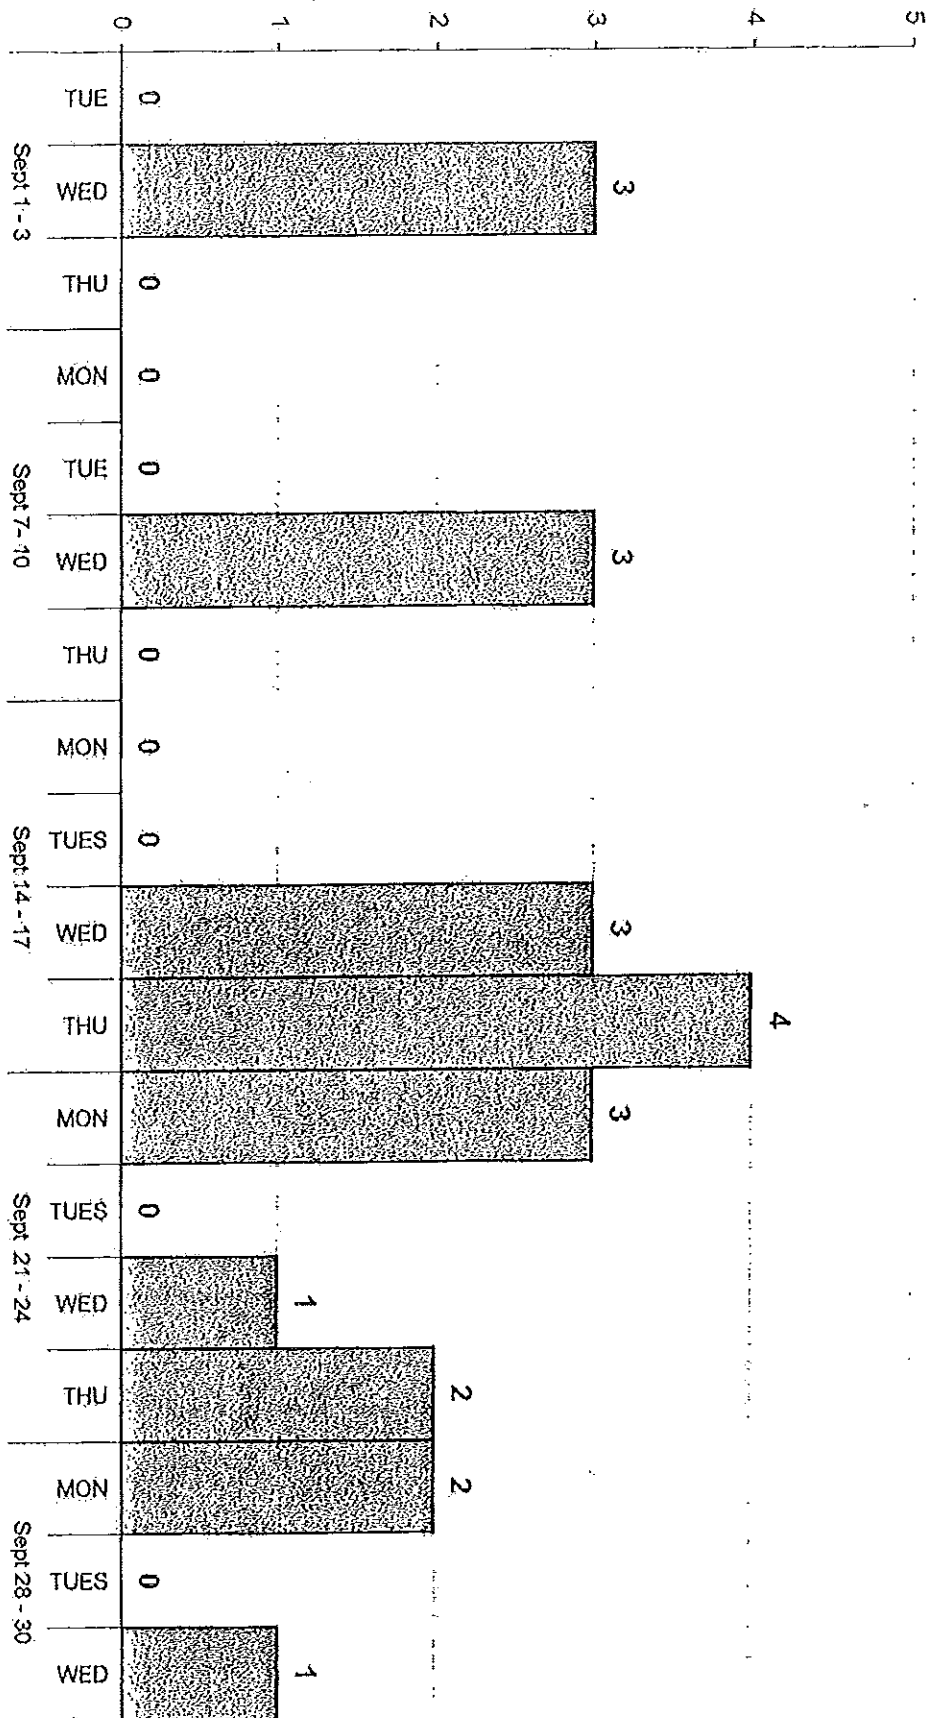 5
4
3
2
1
0
0
3
0
0
0
3
0
0
0
3
4
3
0
1
2
2
0
1
TUE
WED
THU
MON
TUE
WED
THU
MON
TUES
WED
THU
MON
TUES
WED
THU
MON
TUES
WED
Sept 1 - 3
Sept 7 - 10
Sept 14 - 17
Sept 21 - 24
Sept 28 - 30